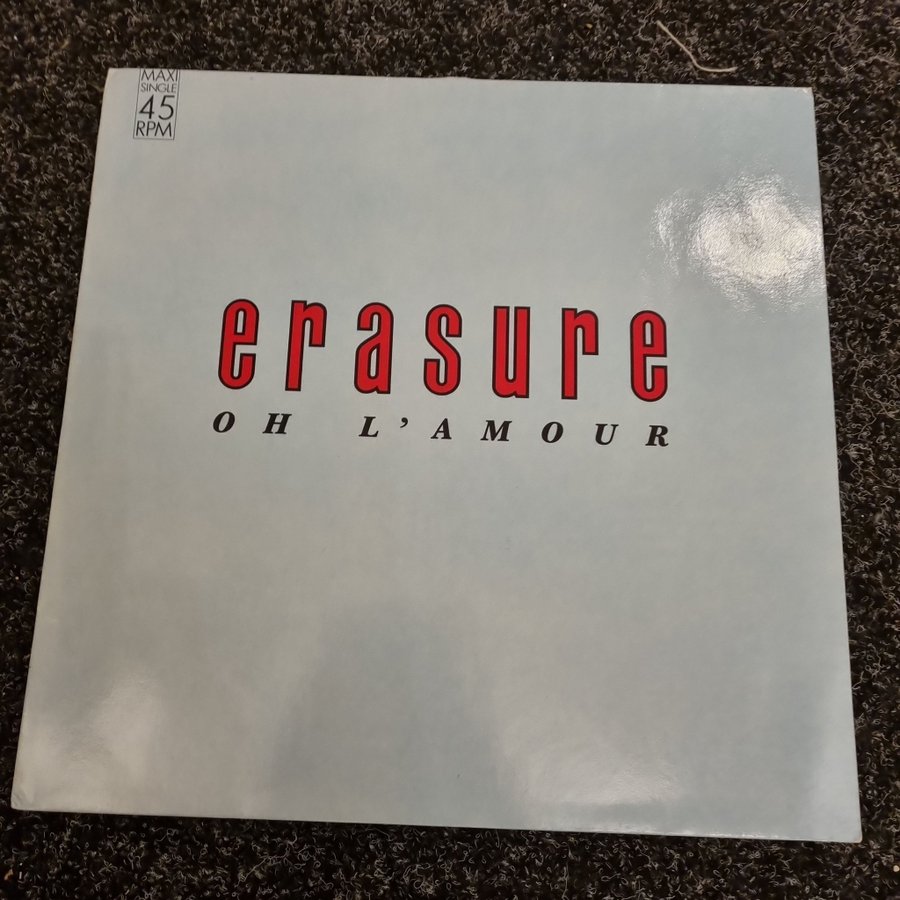 MAXI
SINGLE
45
RPM
erasure
OH L'AMOUR